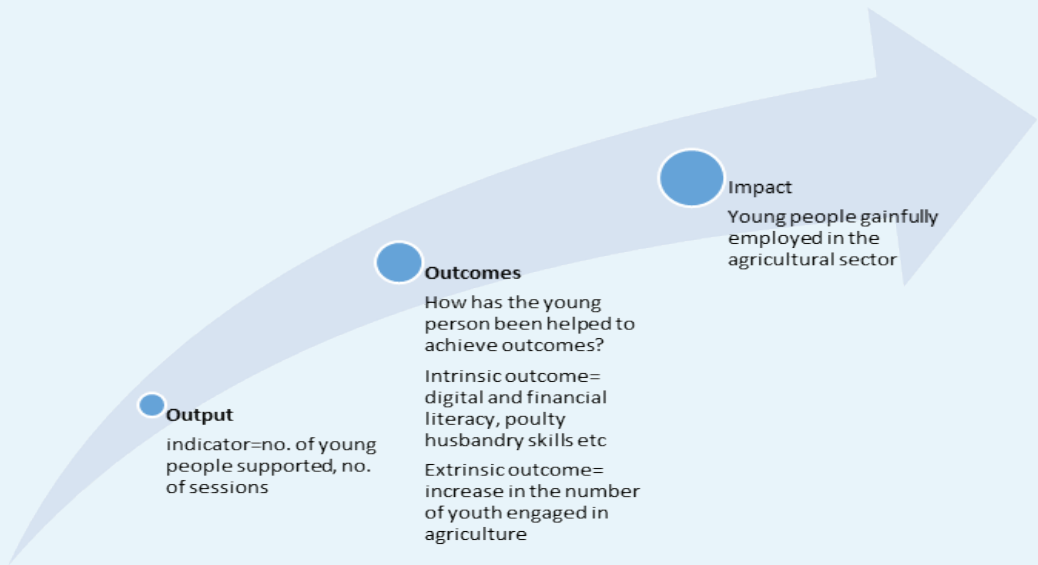 Impact
Young people gainfully
employed in the
agricultural sector
Outcomes
How has the young
person been helped to
achieve outcomes?
Intrinsic outcome=
digital and financial
literacy, poulty
husbandry skills etc
Extrinsic outcome=
increase in the number
of youth engaged in
agriculture
Output
indicator=no. of young
people supported, no.
of sessions